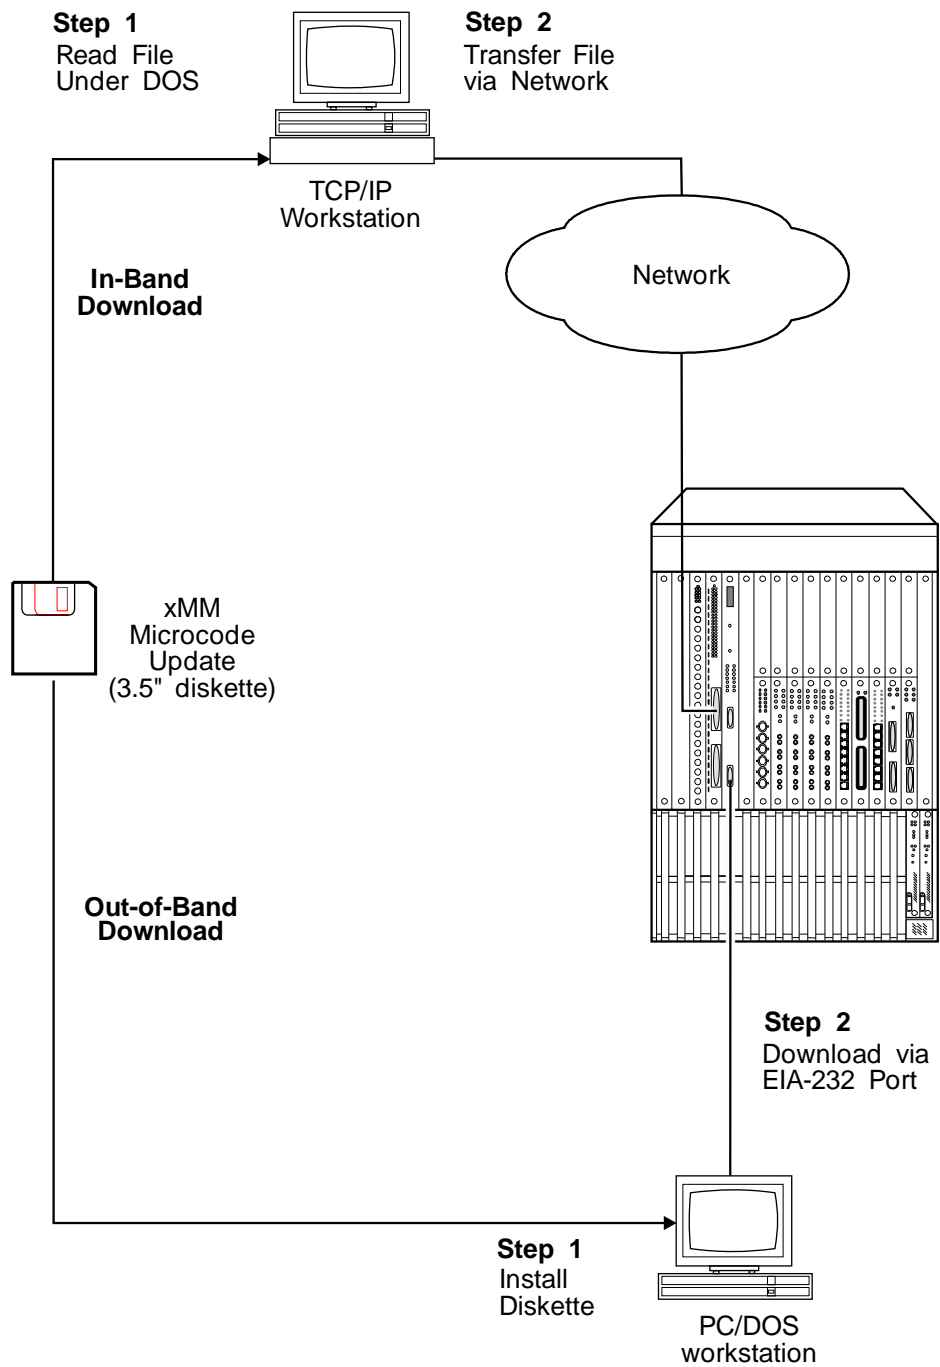 Step 1
Read File
Under DOS
Step 2
Transfer File
via Network
TCP/IP
Workstation
In-Band
Download
Network
xMM
Microcode
Update
(3.5" diskette)
Out-of-Band
Download
Step 2
Download via
EIA-232 Port
Step 1
Install
Diskette
PC/DOS
workstation